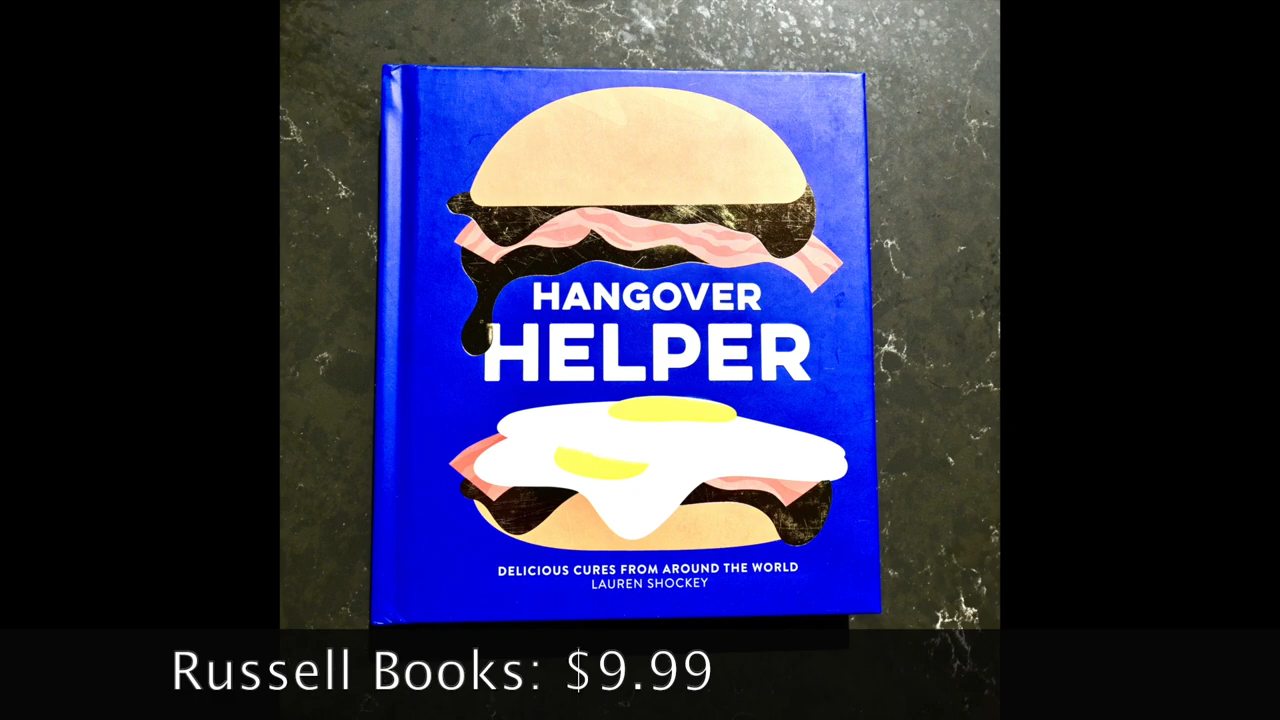 HANGOVER
HELPER
DELICIOUS CURES FROM AROUND THE WORLD
LAUREN SHOCKEY
Russell Books: $9.99